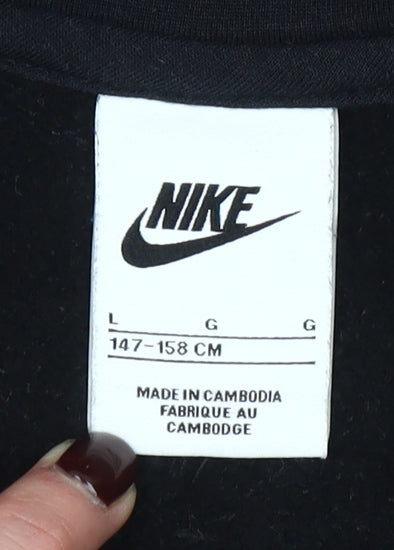 NIKE
L G G
147-158 CM
MADE IN CAMBODIA
FABRIQUE AU
CAMBODGE